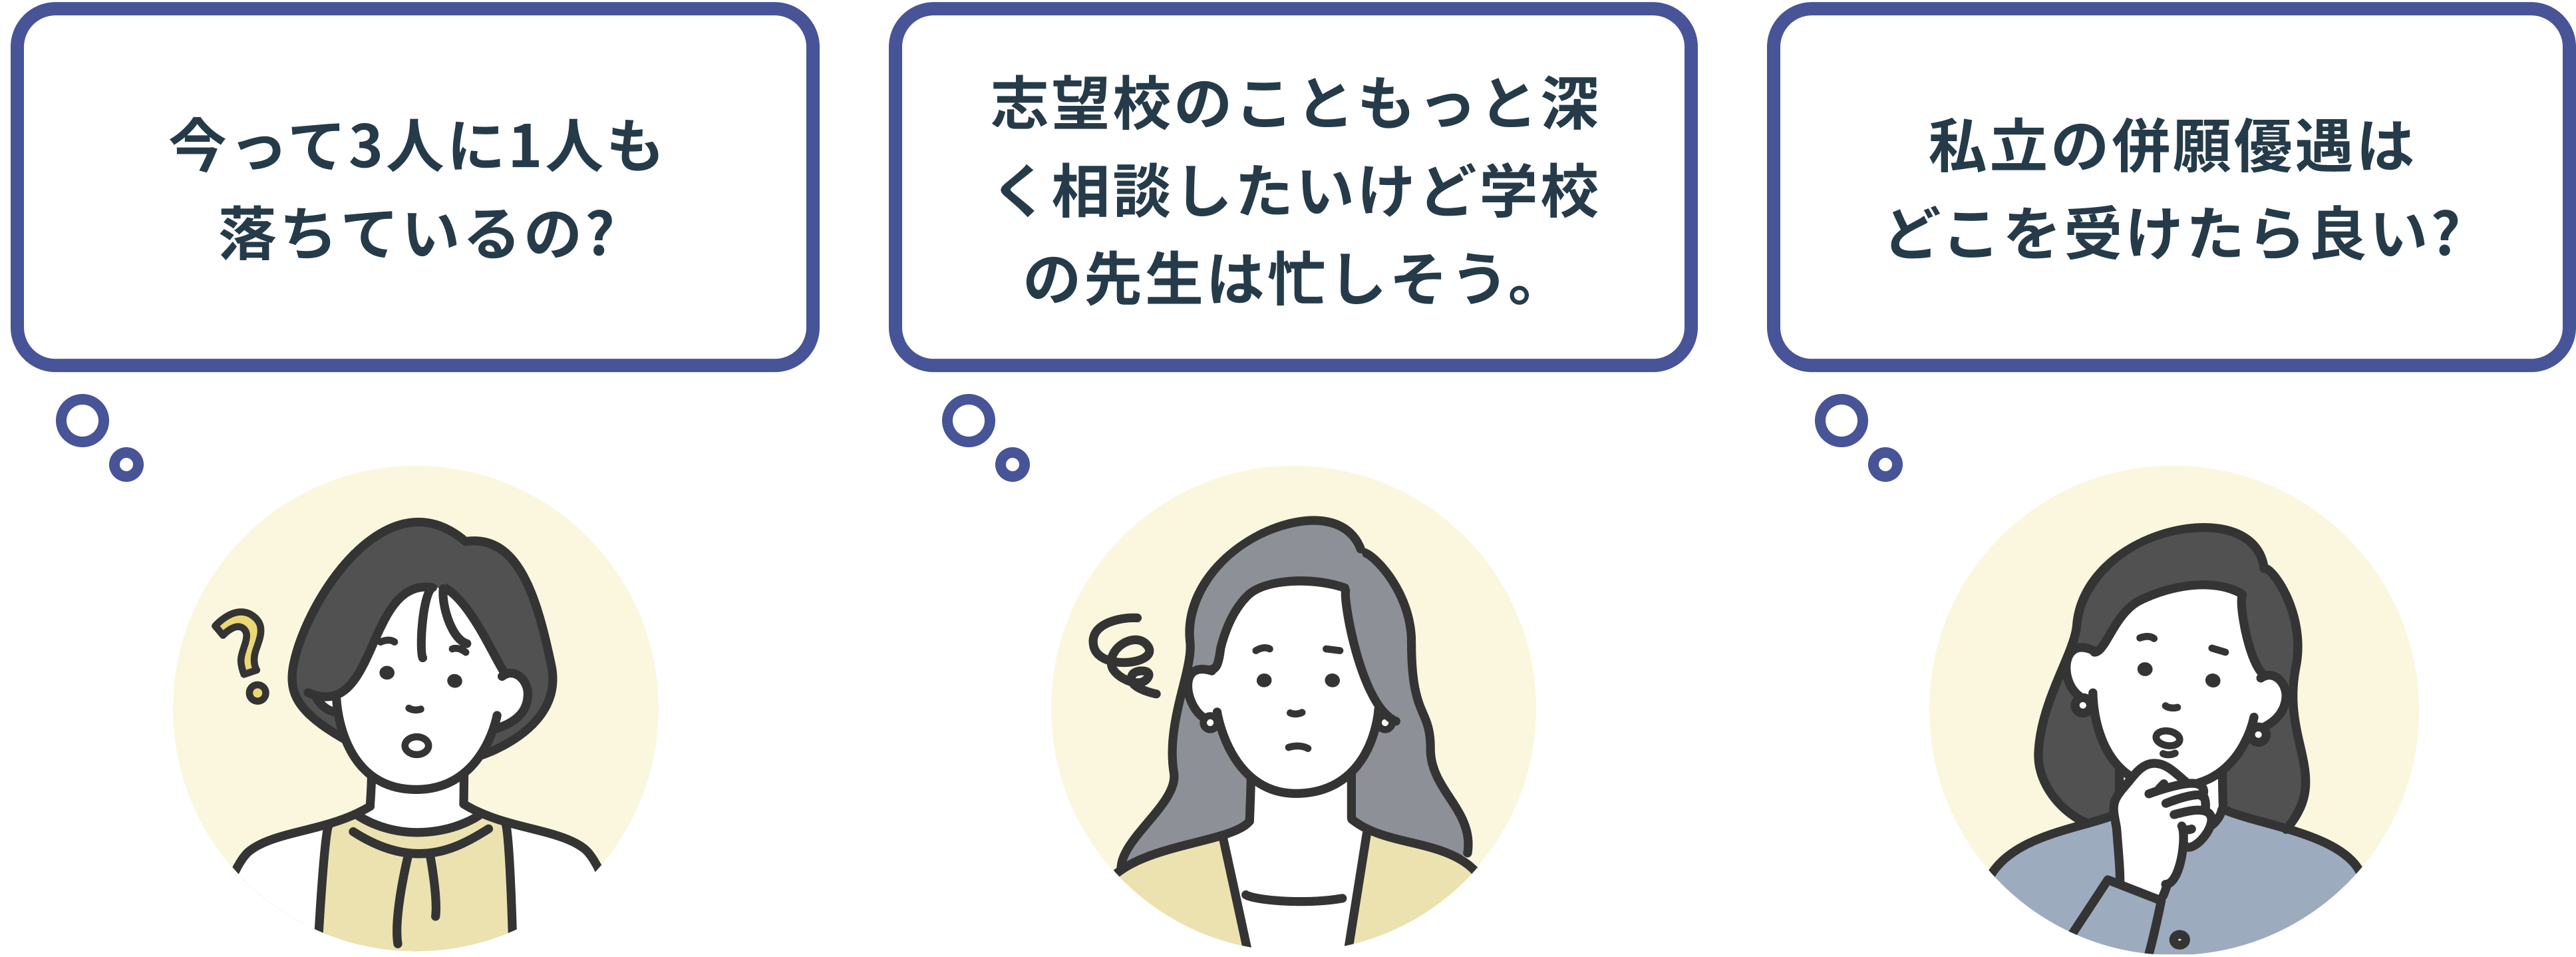 今って3人に1人も
落ちているの?
志望校のこともっと深
く相談したいけど学校
の先生は忙しそう。
私立の併願優遇は
どこを受けたら良い?